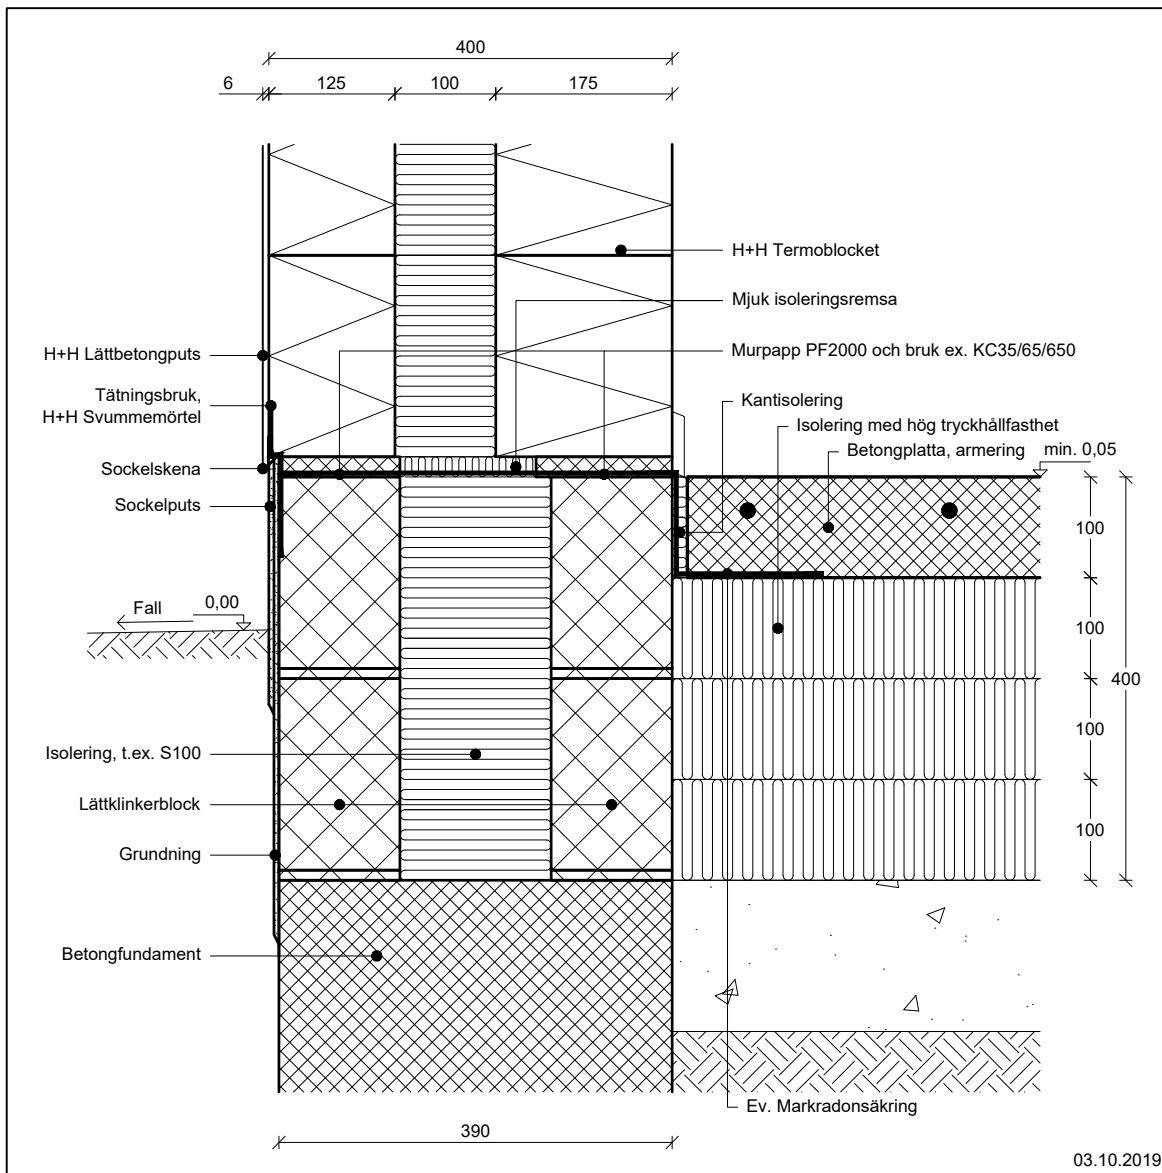 400
6 125 100 175
H+H Termoblocket
Mjuk isoleringsremsa
H+H Lättbetongputs
Murpapp PF2000 och bruk ex. KC35/65/650
Tätningsbruk,
H+H Svummemörtel
Kantisolering
Isolering med hög tryckhållfasthet
Betongplatta, armering
min. 0,05
Sockelskena
Sockelputs
100
Fall 0,00
100
400
100
Isolering, t.ex. S100
Lättklinkerblock
100
Grundning
Betongfundament
Ev. Markradonsäkring
390
03.10.2019